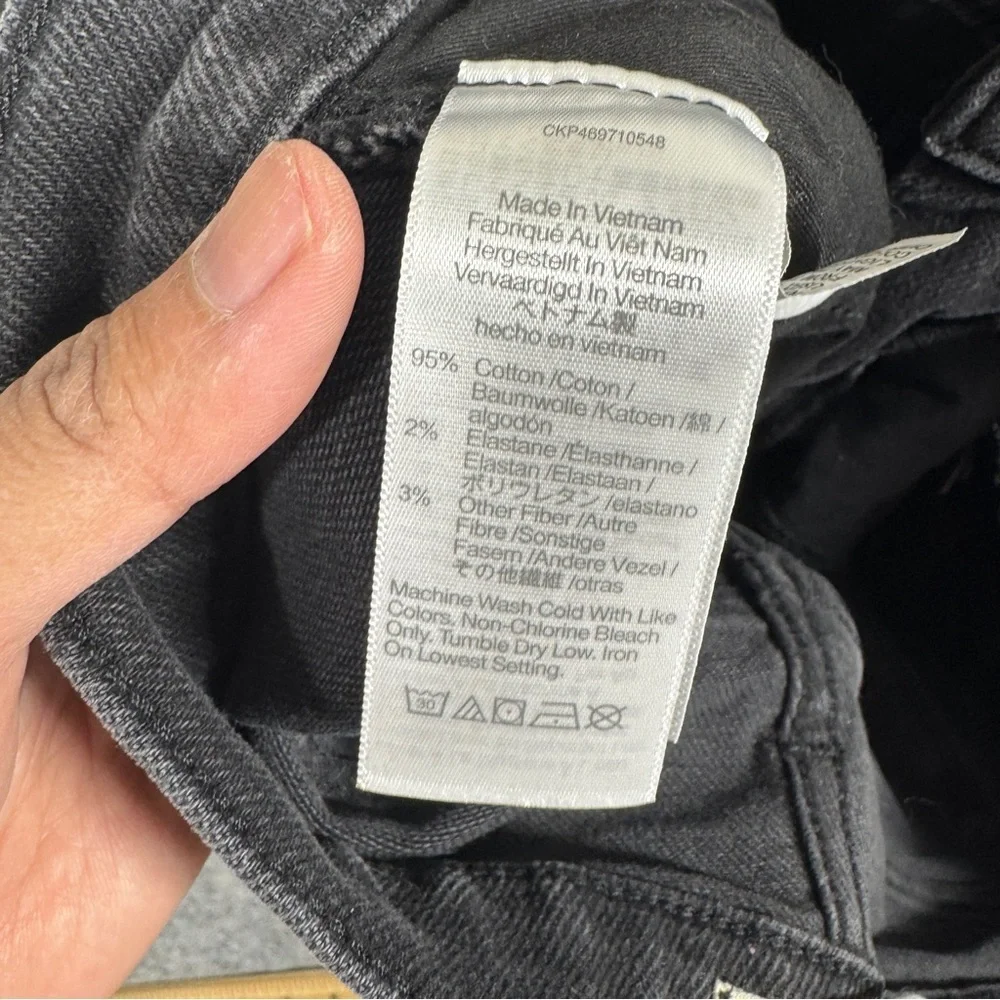 CKP469710548
Made In Vietnam
Fabriqué Au Viêt Nam
Hergestellt In Vietnam
Vervaardigd In Vietnam
ベトナム製
hecho en vietnam
95% Cotton /Coton /
Baumwolle /Katoen /綿 /
algodón
2% Elastane /Élasthanne /
Elastan /Elastaan /
ポリウレタン /elastano
3% Other Fiber /Autre
Fibre /Sonstige
Fasern /Andere Vezel /
その他繊維 /otras
Machine Wash Cold With Like
Colors. Non-Chlorine Bleach
Only. Tumble Dry Low. Iron
On Lowest Setting.
30